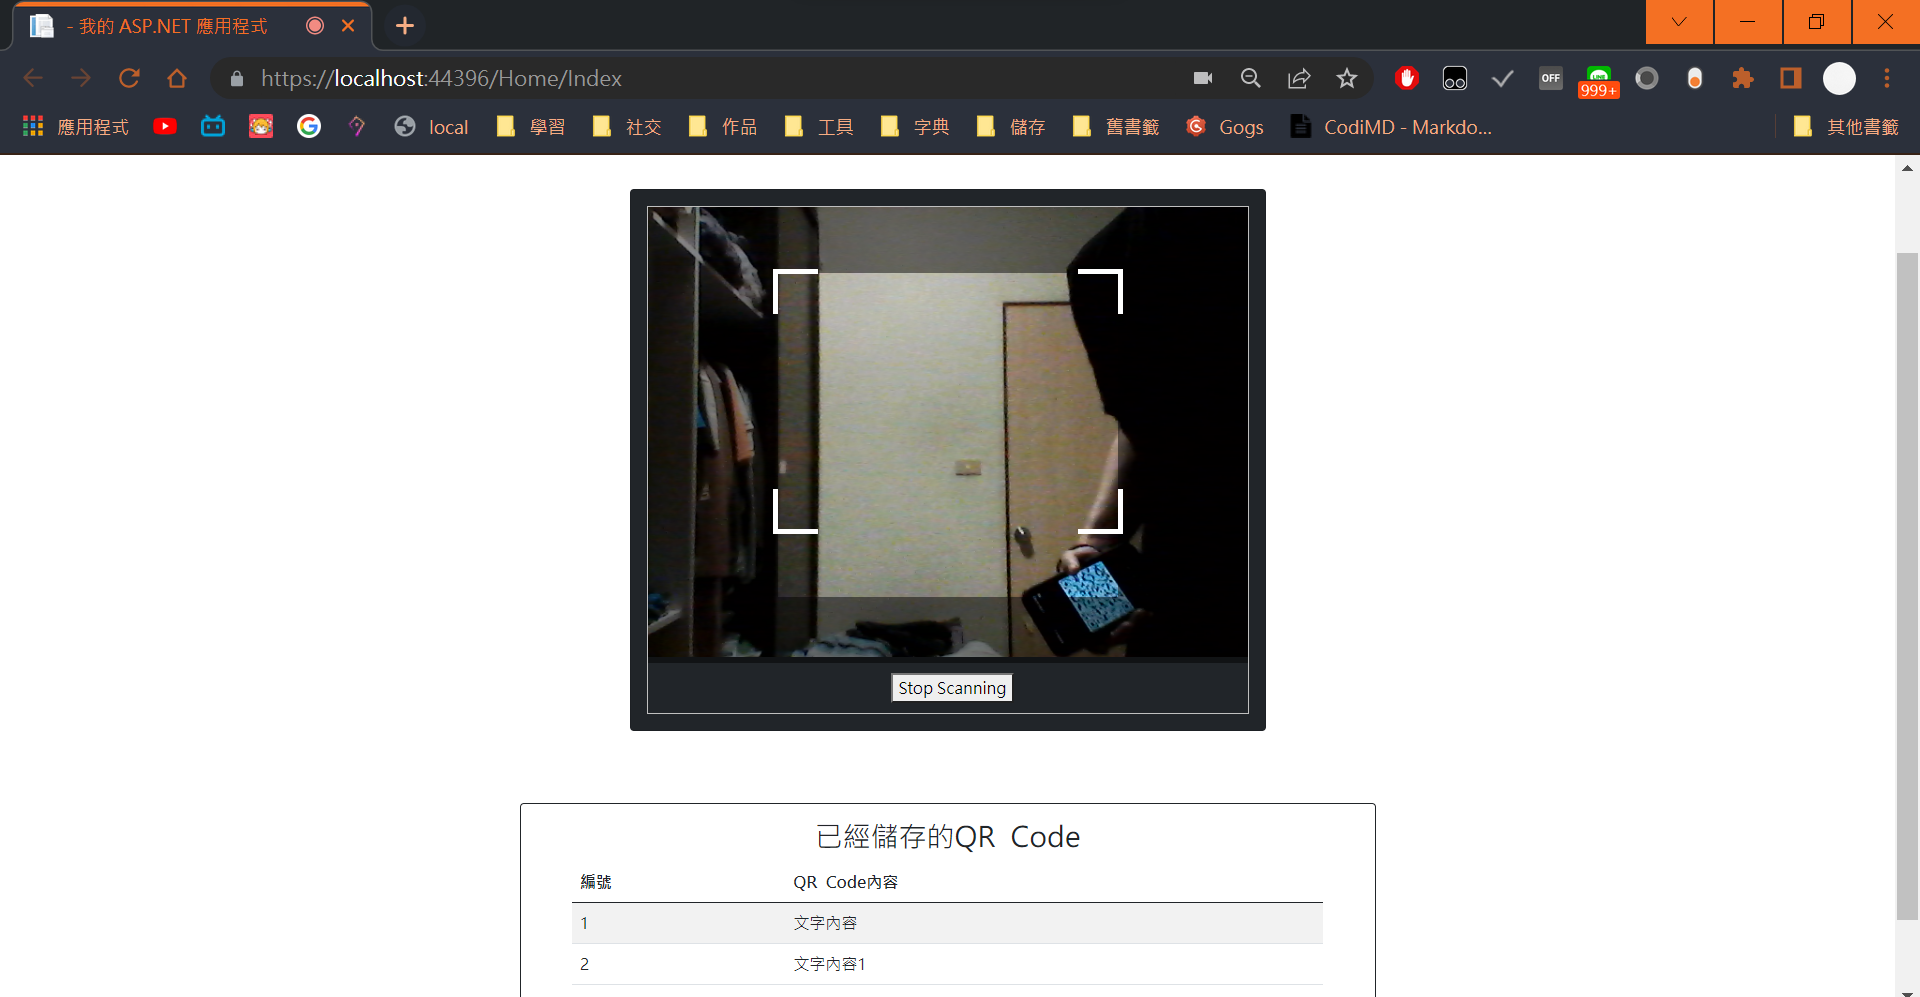 - 我的 ASP.NET 應用程式
https://localhost:44396/Home/Index
OFF
LINE
999+
應用程式
local
學習
社交
作品
工具
字典
儲存
舊書籤
Gogs
CodiMD - Markdo...
其他書籤
Stop Scanning
已經儲存的QR Code
編號 QR Code內容
1 文字內容
2 文字內容1